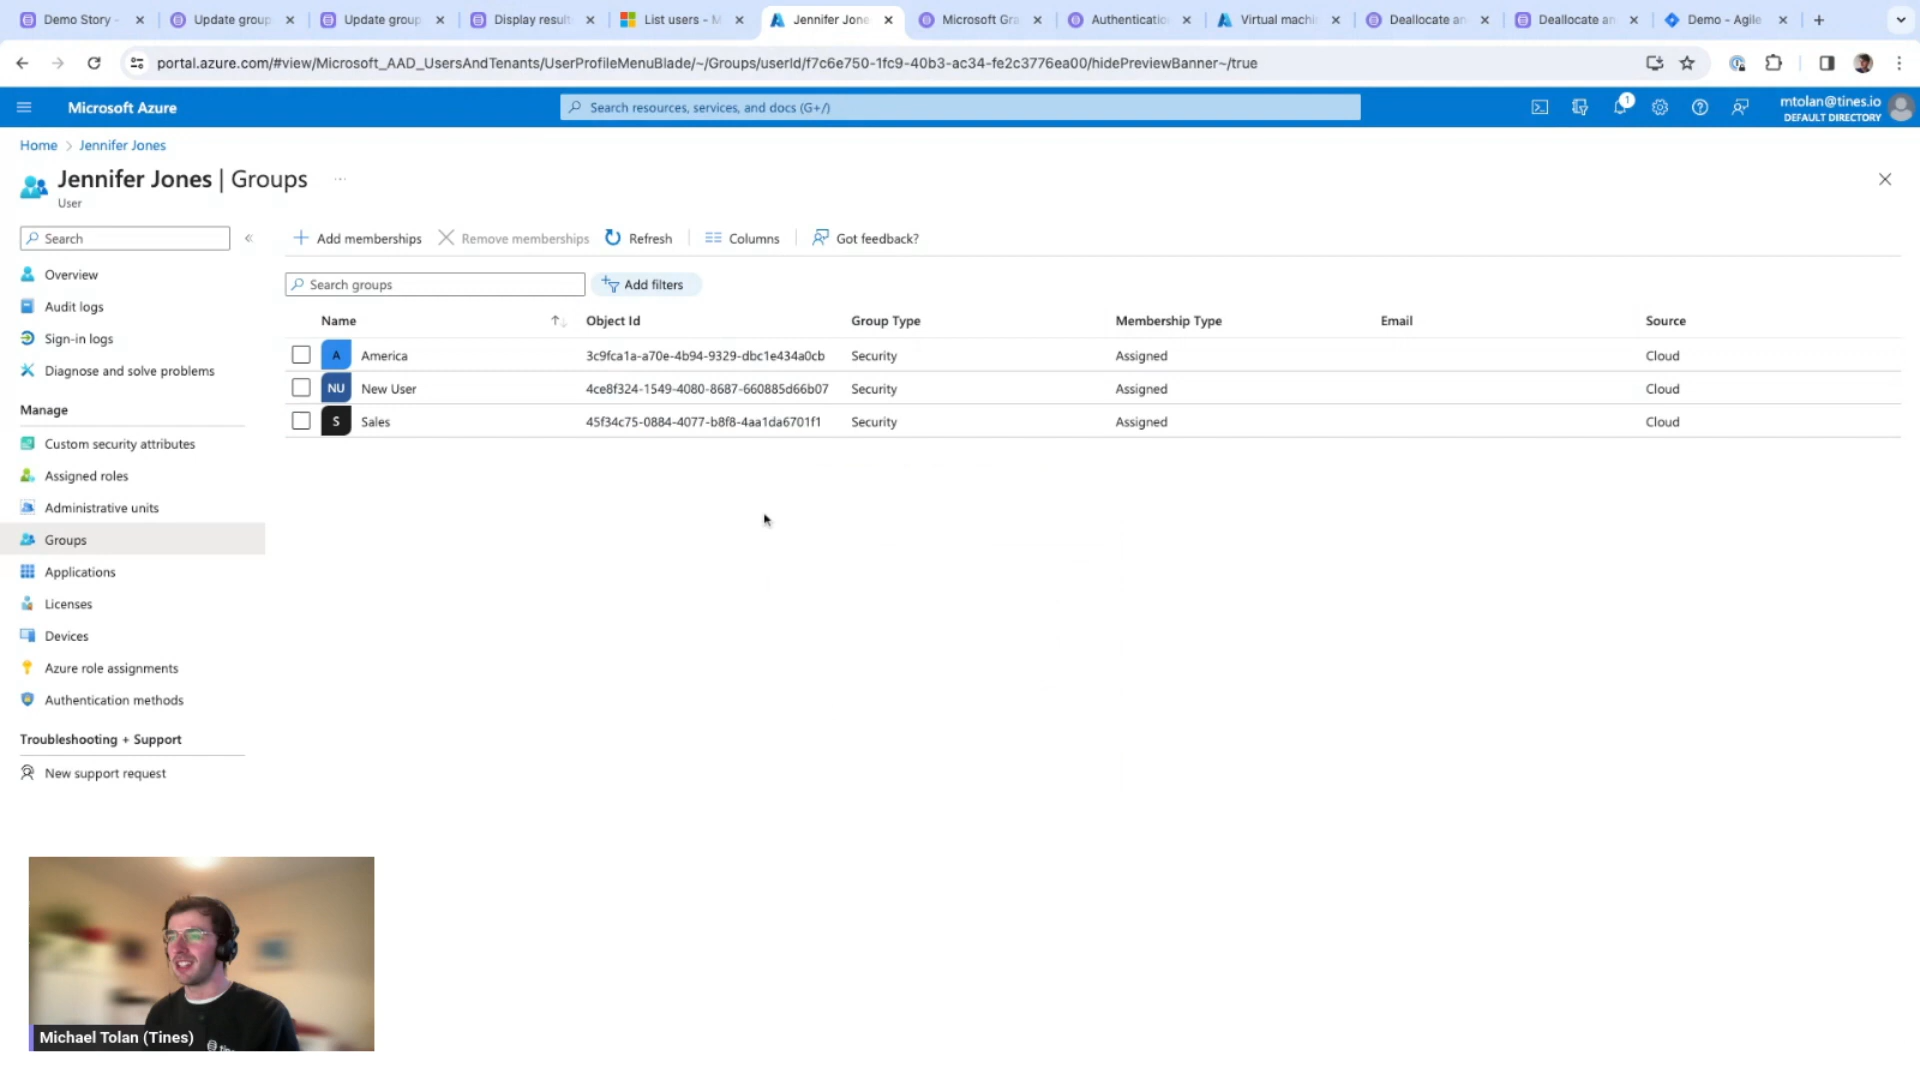 Demo Story -
Update group
Update group
Display result
List users - M
Jennifer Jone
Microsoft Gra
Authenticatio
Virtual machi
Deallocate an
Deallocate an
Demo - Agile
portal.azure.com/#view/Microsoft_AAD_UsersAndTenants/UserProfileMenuBlade/~/Groups/userId/f7c6e750-1fc9-40b3-ac34-fe2c3776ea00/hidePreviewBanner~/true
Microsoft Azure
Search resources, services, and docs (G+/)
1
mtolan@tines.io
DEFAULT DIRECTORY
Home > Jennifer Jones
Jennifer Jones | Groups ...
User
Search
«
Add memberships
Remove memberships
Refresh
Columns
Got feedback?
Overview
Audit logs
Sign-in logs
Diagnose and solve problems
Manage
Custom security attributes
Assigned roles
Administrative units
Groups
Applications
Licenses
Devices
Azure role assignments
Authentication methods
Troubleshooting + Support
New support request
Search groups
Add filters
Name Object Id Group Type Membership Type Email Source
A America 3c9fca1a-a70e-4b94-9329-dbc1e434a0cb Security Assigned Cloud
NU New User 4ce8f324-1549-4080-8687-660885d66b07 Security Assigned Cloud
S Sales 45f34c75-0884-4077-b8f8-4aa1da6701f1 Security Assigned Cloud
Michael Tolan (Tines)